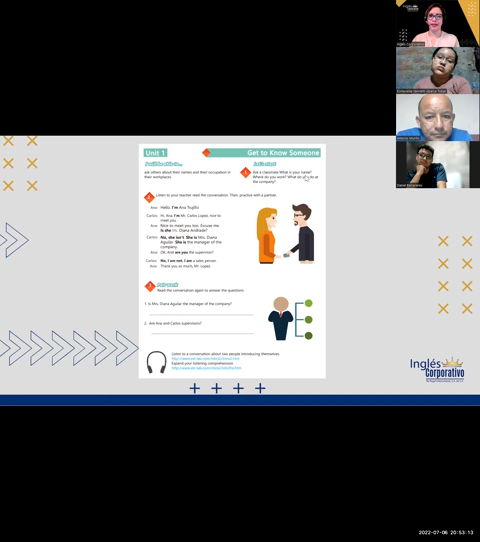 Inglés Corporativo
Unit 1
Get to Know Someone
ask others about their names and their occupation in
their workplaces
Ask a classmate What is your name?
Where do you work? What do do at
the company?
Listen to your teacher read the conversation. Then, practice with a partner.
Ana: Hello, I'm Ana Trujillo
Carlos: Hi, Ana. I'm Mr. Carlos Lopez, nice to
meet you.
Ana: Nice to meet you too. Excuse me,
Is she Mrs. Diana Andrade?
Carlos: No, she isn't. She is Mrs. Diana
Aguilar. She is the manager of the
company.
Ana: Ok. And are you the supervisor?
Carlos: No, I am not. I am a sales person
Ana: Thank you so much, Mr. Lopez
Read the conversation again to answer the questions.
1. Is Mrs. Diana Aguilar the manager of the company?
2. Are Ana and Carlos supervisors?
Listen to a conversation about two people introducing themselves.
Expand your listening comprehension
Inglés
Corporativo
2022-07-06 20:53:13